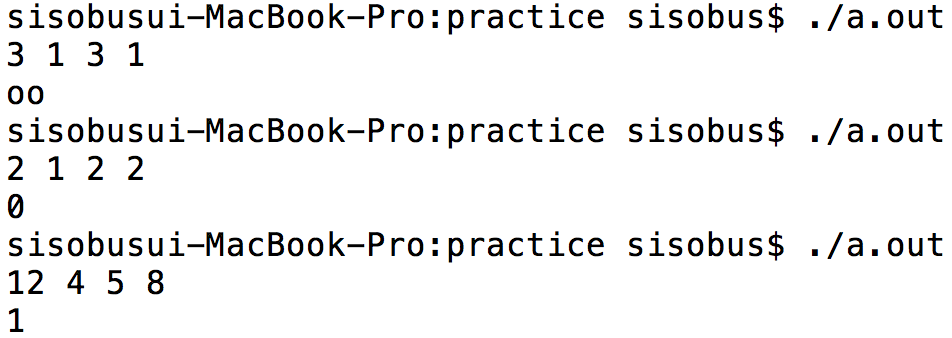 sisobusui-MacBook-Pro:practice sisobus$ ./a.out
3 1 3 1
oo
sisobusui-MacBook-Pro:practice sisobus$ ./a.out
2 1 2 2
0
sisobusui-MacBook-Pro:practice sisobus$ ./a.out
12 4 5 8
1